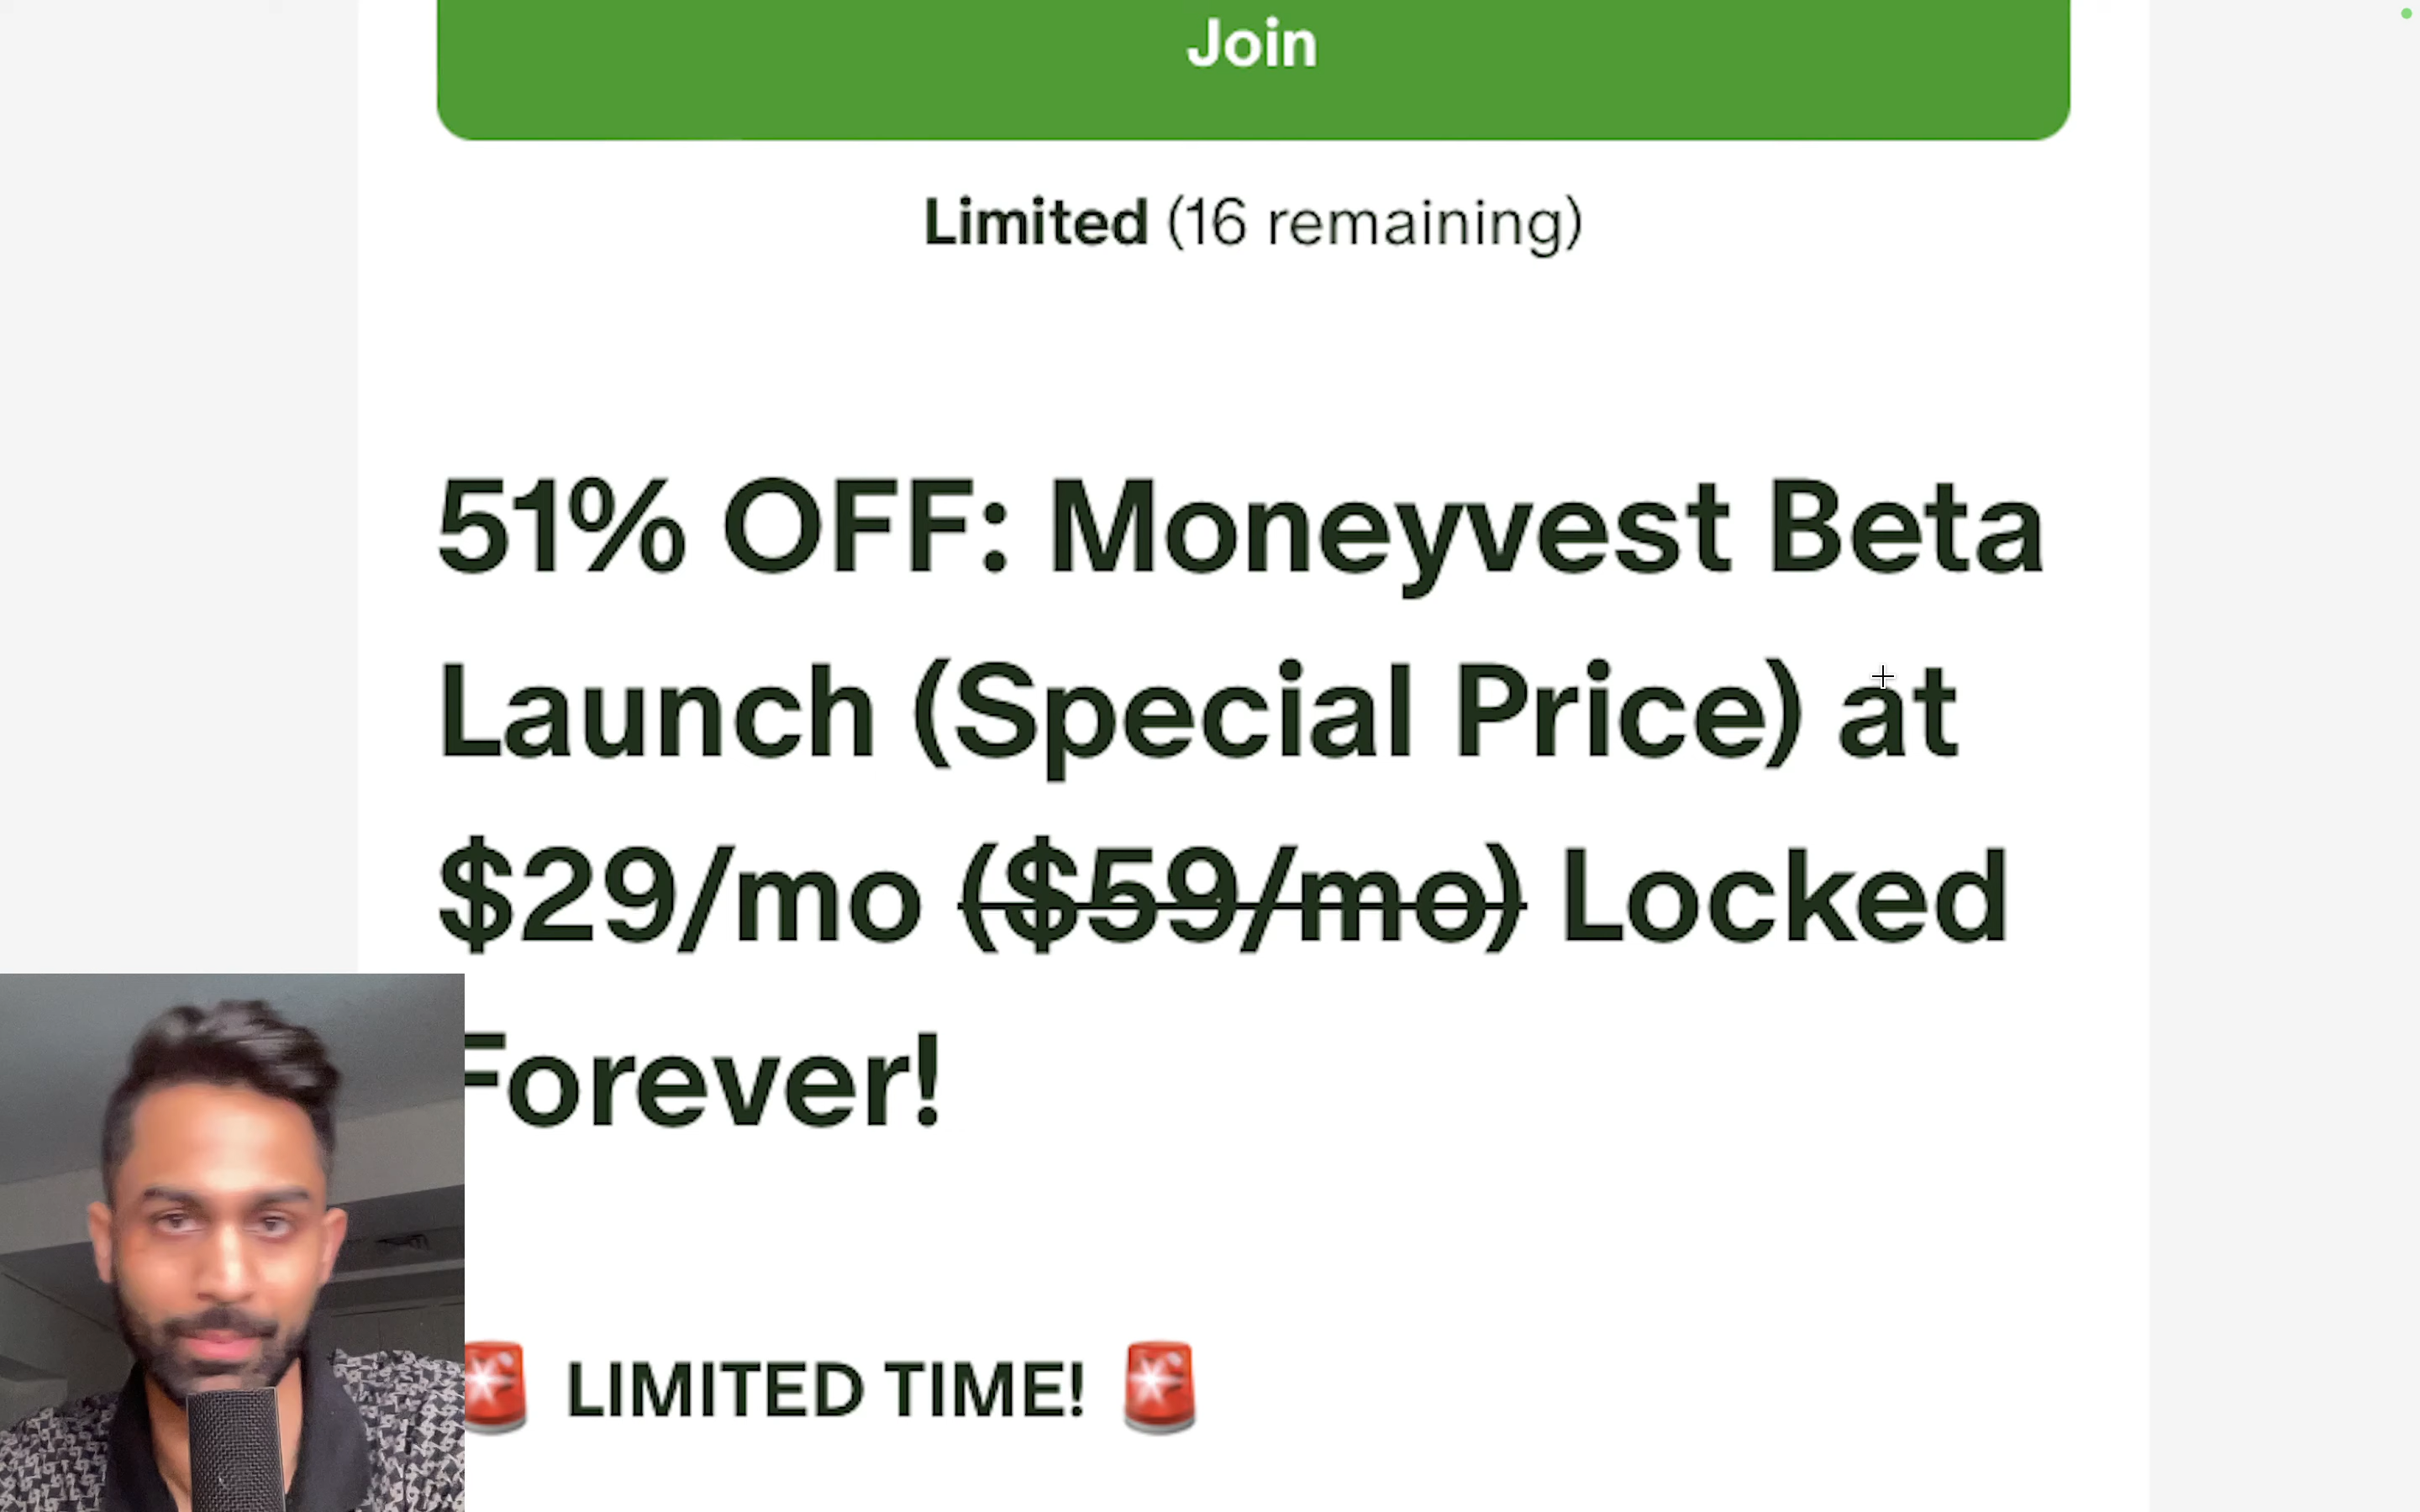 Join
Limited (16 remaining)
51% OFF: Moneyvest Beta
Launch (Special Price) at
$29/mo ($59/mo) Locked
Forever!
🚨 LIMITED TIME! 🚨